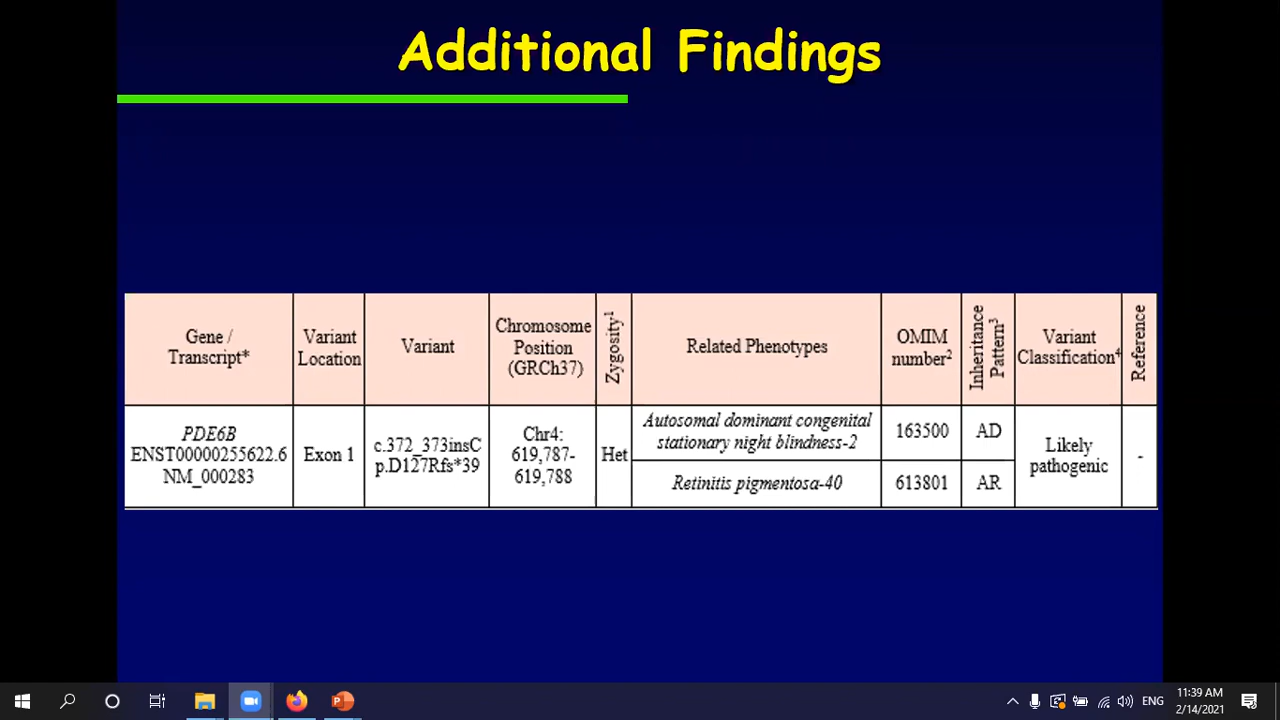 Additional Findings
Gene /
Transcript*
Variant
Location
Variant
Chromosome
Position
(GRCh37)
Zygosity1
Related Phenotypes
OMIM
number2
Inheritance
Pattern3
Variant
Classification4
Reference
PDE6B
ENST00000255622.6
NM_000283
Exon 1
c.372_373insC
p.D127Rfs*39
Chr4:
619,787-
619,788
Het
Autosomal dominant congenital
stationary night blindness-2
163500
AD
Retinitis pigmentosa-40
613801
AR
Likely
pathogenic
-
ENG
11:39 AM
2/14/2021